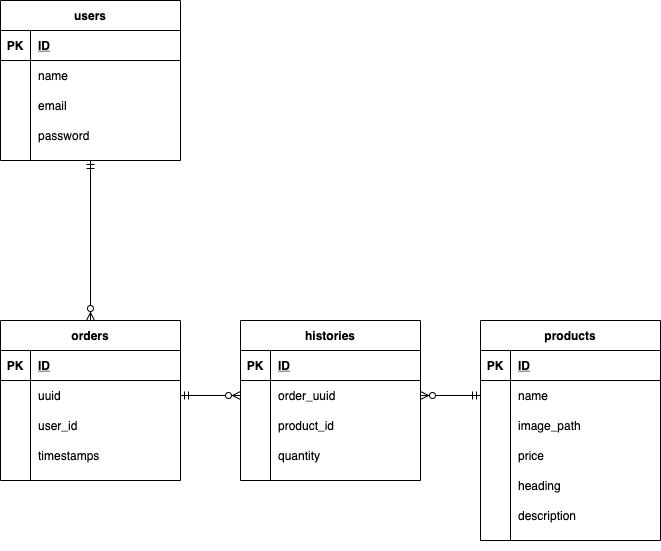 users
PK ID
name
email
password
orders
PK ID
uuid
user_id
timestamps
histories
PK ID
order_uuid
product_id
quantity
products
PK ID
name
image_path
price
heading
description